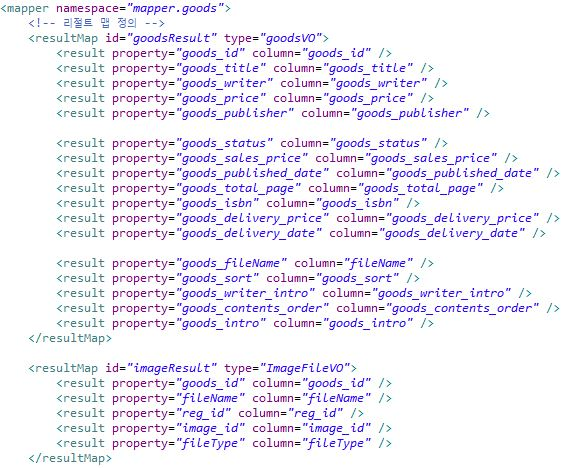 <mapper namespace="mapper.goods">
<!-- 리절트 맵 정의 -->
<resultMap id="goodsResult" type="goodsVO">
<result property="goods_id" column="goods_id" />
<result property="goods_title" column="goods_title" />
<result property="goods_writer" column="goods_writer" />
<result property="goods_price" column="goods_price" />
<result property="goods_publisher" column="goods_publisher" />
<result property="goods_status" column="goods_status" />
<result property="goods_sales_price" column="goods_sales_price" />
<result property="goods_published_date" column="goods_published_date" />
<result property="goods_total_page" column="goods_total_page" />
<result property="goods_isbn" column="goods_isbn" />
<result property="goods_delivery_price" column="goods_delivery_price" />
<result property="goods_delivery_date" column="goods_delivery_date" />
<result property="goods_fileName" column="fileName" />
<result property="goods_sort" column="goods_sort" />
<result property="goods_writer_intro" column="goods_writer_intro" />
<result property="goods_contents_order" column="goods_contents_order" />
<result property="goods_intro" column="goods_intro" />
</resultMap>
<resultMap id="imageResult" type="ImageFileVO">
<result property="goods_id" column="goods_id" />
<result property="fileName" column="fileName" />
<result property="reg_id" column="reg_id" />
<result property="image_id" column="image_id" />
<result property="fileType" column="fileType" />
</resultMap>